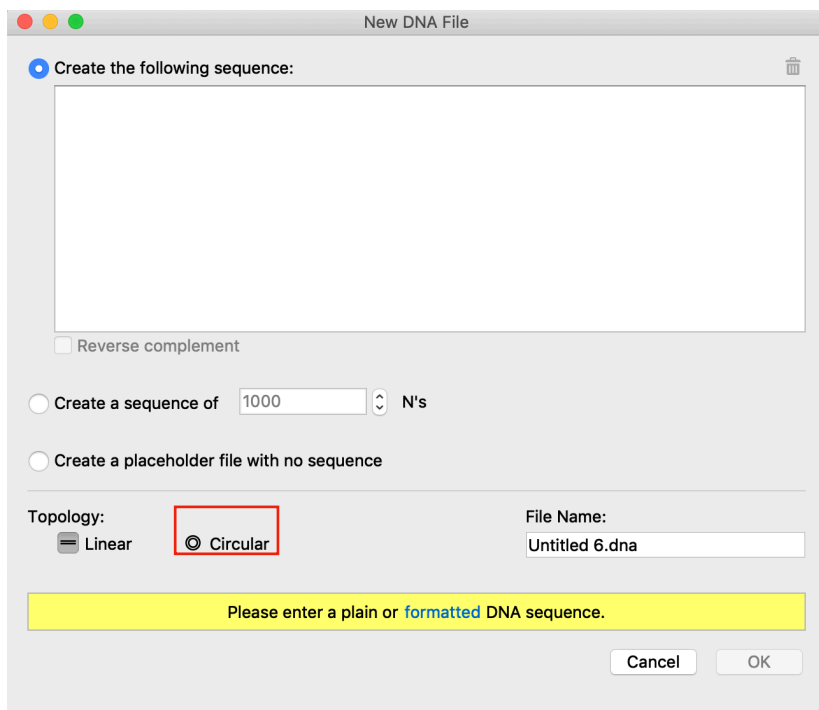 New DNA File
Create the following sequence:
Reverse complement
Create a sequence of 1000 N's
Create a placeholder file with no sequence
Topology: File Name:
Linear Circular Untitled 6.dna
Please enter a plain or formatted DNA sequence.
Cancel OK